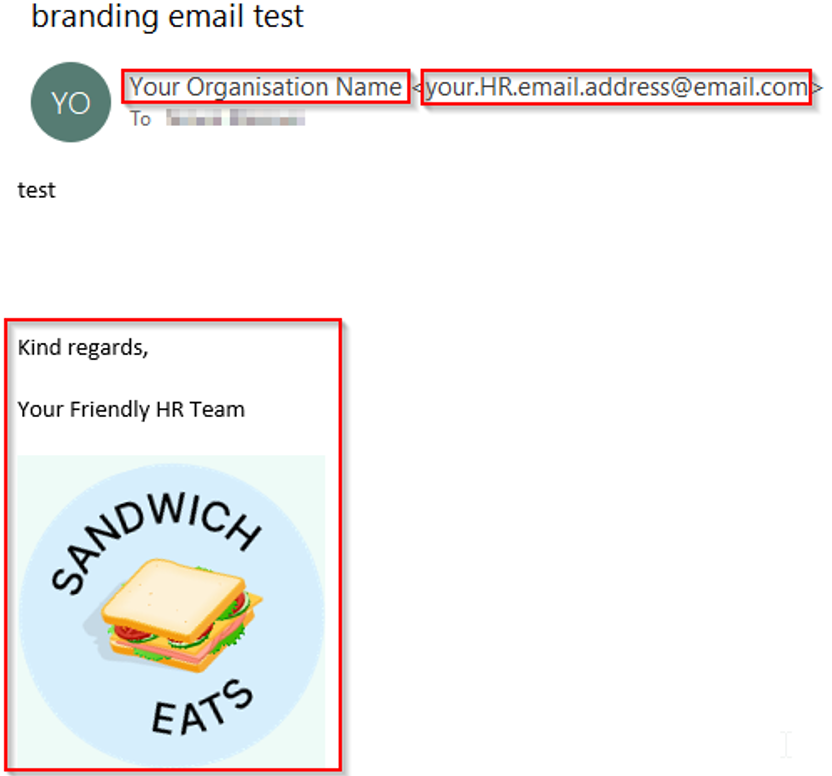 branding email test
YO
Your Organisation Name <your.HR.email.address@email.com>
To
test
Kind regards,
Your Friendly HR Team
SANDWICH
EATS